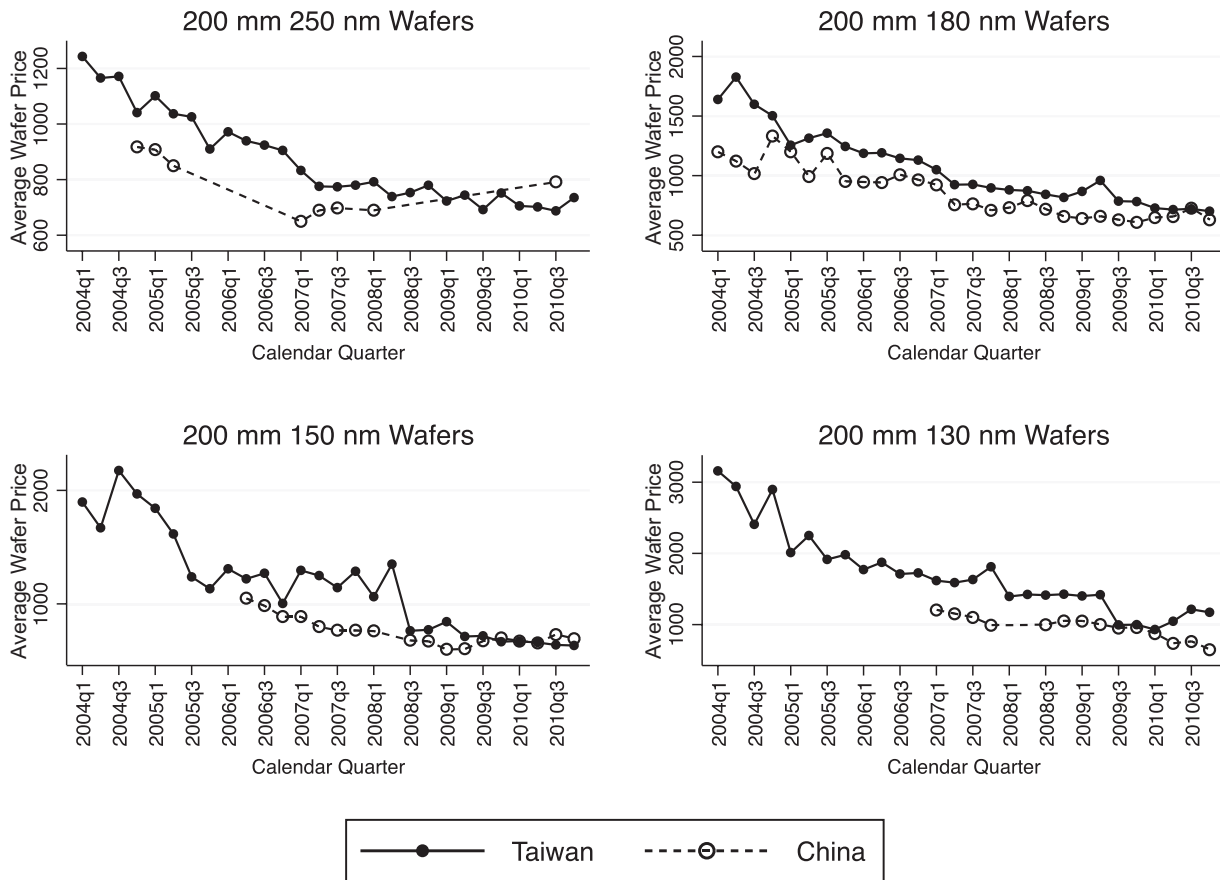 200 mm 250 nm Wafers
Average Wafer Price
1200
1000
800
600
2004q1
2004q3
2005q1
2005q3
2006q1
2006q3
2007q1
2007q3
2008q1
2008q3
2009q1
2009q3
2010q1
2010q3
Calendar Quarter
200 mm 180 nm Wafers
Average Wafer Price
2000
1500
1000
500
2004q1
2004q3
2005q1
2005q3
2006q1
2006q3
2007q1
2007q3
2008q1
2008q3
2009q1
2009q3
2010q1
2010q3
Calendar Quarter
200 mm 150 nm Wafers
Average Wafer Price
2000
1000
2004q1
2004q3
2005q1
2005q3
2006q1
2006q3
2007q1
2007q3
2008q1
2008q3
2009q1
2009q3
2010q1
2010q3
Calendar Quarter
200 mm 130 nm Wafers
Average Wafer Price
3000
2000
1000
2004q1
2004q3
2005q1
2005q3
2006q1
2006q3
2007q1
2007q3
2008q1
2008q3
2009q1
2009q3
2010q1
2010q3
Calendar Quarter
Taiwan China